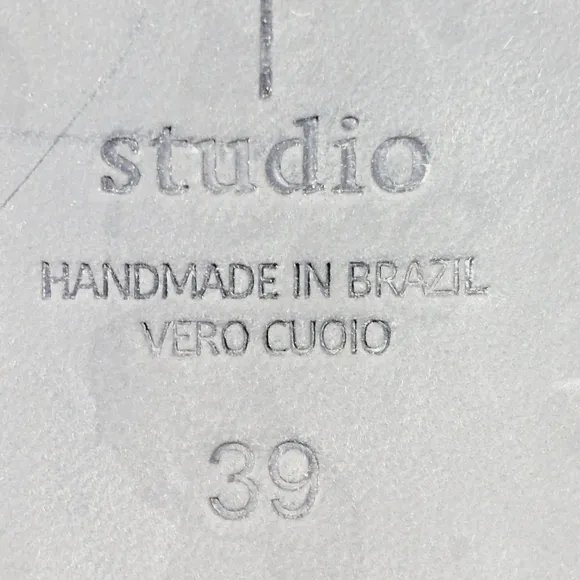 studio
HANDMADE IN BRAZIL
VERO CUOIO
39